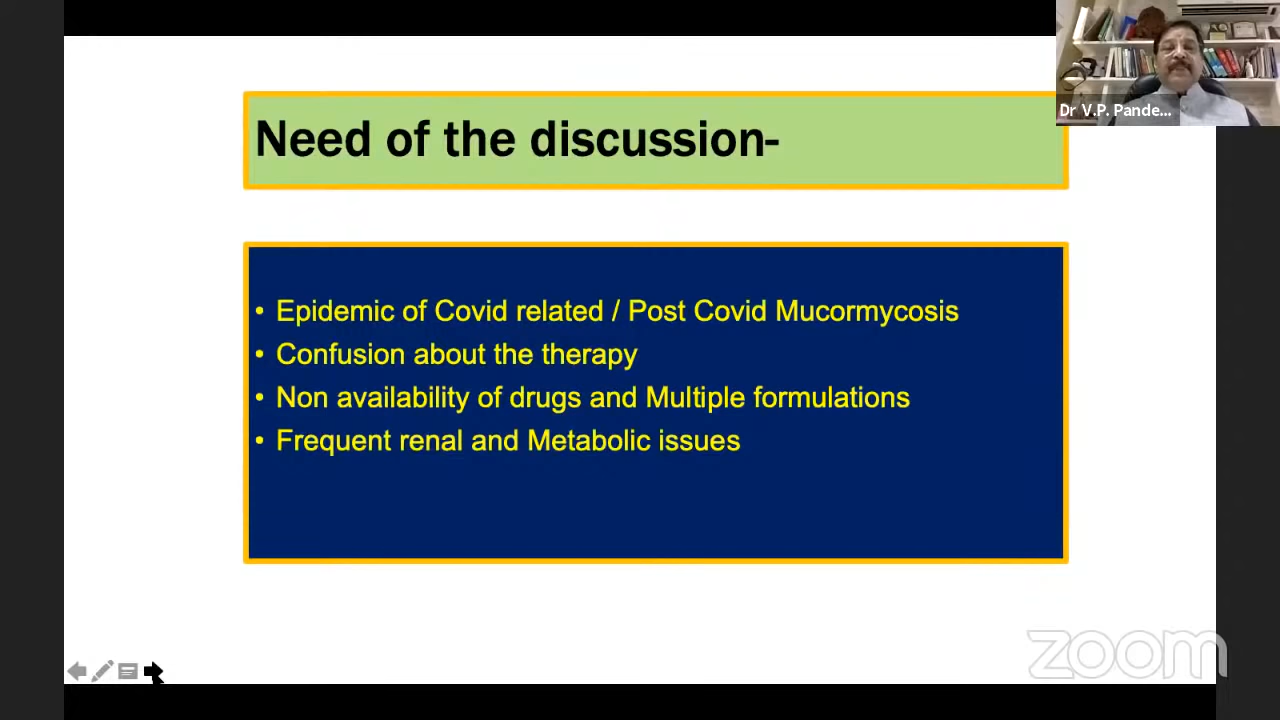 Dr V.P. Pande...
Need of the discussion-
• Epidemic of Covid related / Post Covid Mucormycosis
• Confusion about the therapy
• Non availability of drugs and Multiple formulations
• Frequent renal and Metabolic issues
zoom